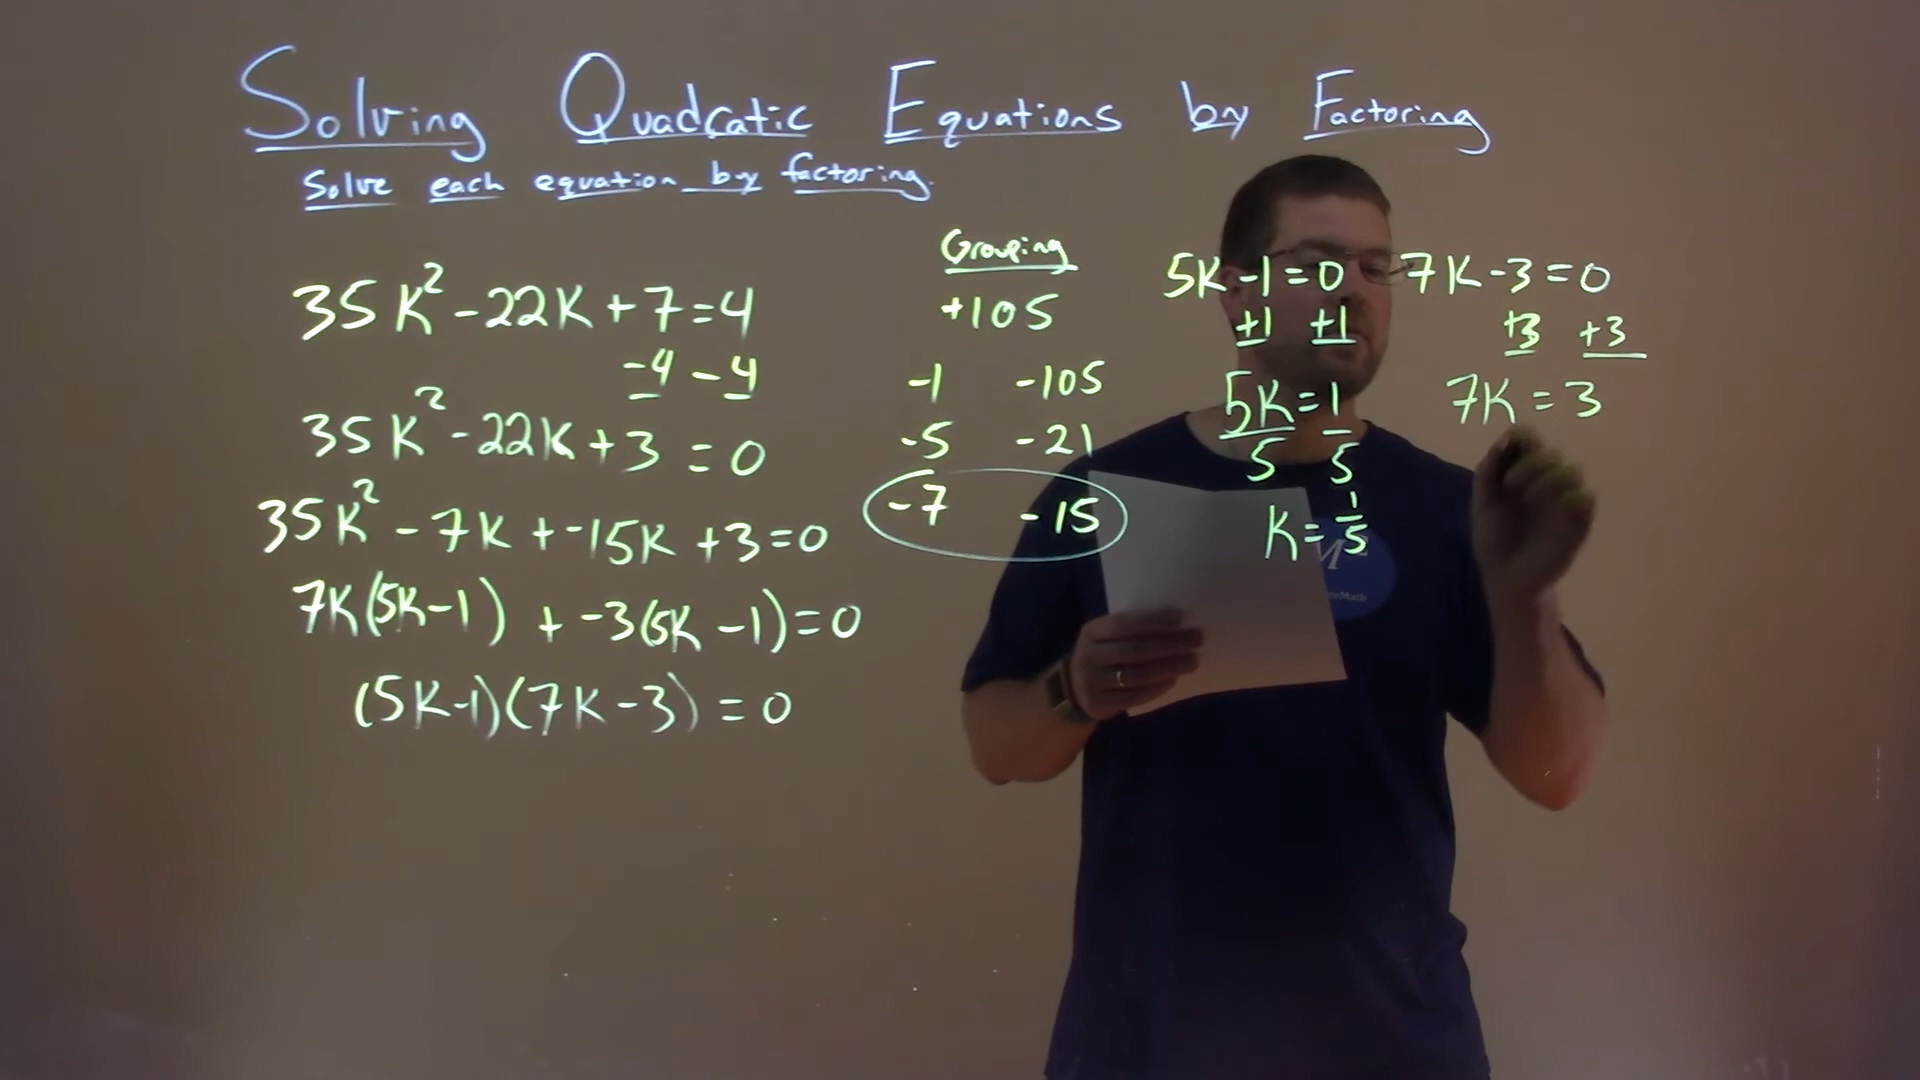 Solving Quadratic Equations by Factoring
Solve each equation by factoring.
35K² - 22K + 7 = 4
-4 - 4
35K² - 22K + 3 = 0
35K² - 7K + -15K + 3 = 0
7K(5K - 1) + -3(5K - 1) = 0
(5K - 1)(7K - 3) = 0
Grouping
+105
-1 -105
-5 -21
-7 -15
5K - 1 = 0
+1 +1
5K = 1
5 5
K = 1/5
7K - 3 = 0
+3 +3
7K = 3